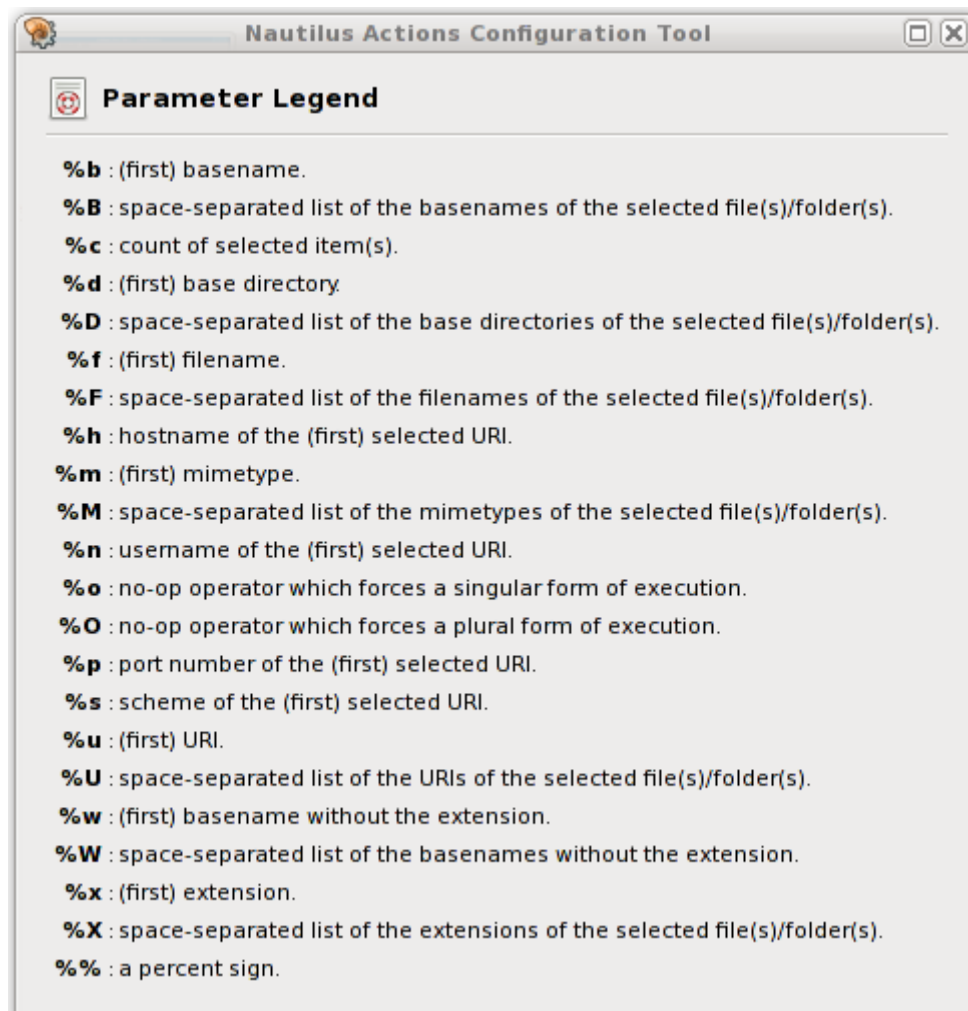 Nautilus Actions Configuration Tool
Parameter Legend
%b : (first) basename.
%B : space-separated list of the basenames of the selected file(s)/folder(s).
%c : count of selected item(s).
%d : (first) base directory.
%D : space-separated list of the base directories of the selected file(s)/folder(s).
%f : (first) filename.
%F : space-separated list of the filenames of the selected file(s)/folder(s).
%h : hostname of the (first) selected URI.
%m : (first) mimetype.
%M : space-separated list of the mimetypes of the selected file(s)/folder(s).
%n : username of the (first) selected URI.
%o : no-op operator which forces a singular form of execution.
%O : no-op operator which forces a plural form of execution.
%p : port number of the (first) selected URI.
%s : scheme of the (first) selected URI.
%u : (first) URI.
%U : space-separated list of the URIs of the selected file(s)/folder(s).
%w : (first) basename without the extension.
%W : space-separated list of the basenames without the extension.
%x : (first) extension.
%X : space-separated list of the extensions of the selected file(s)/folder(s).
%% : a percent sign.